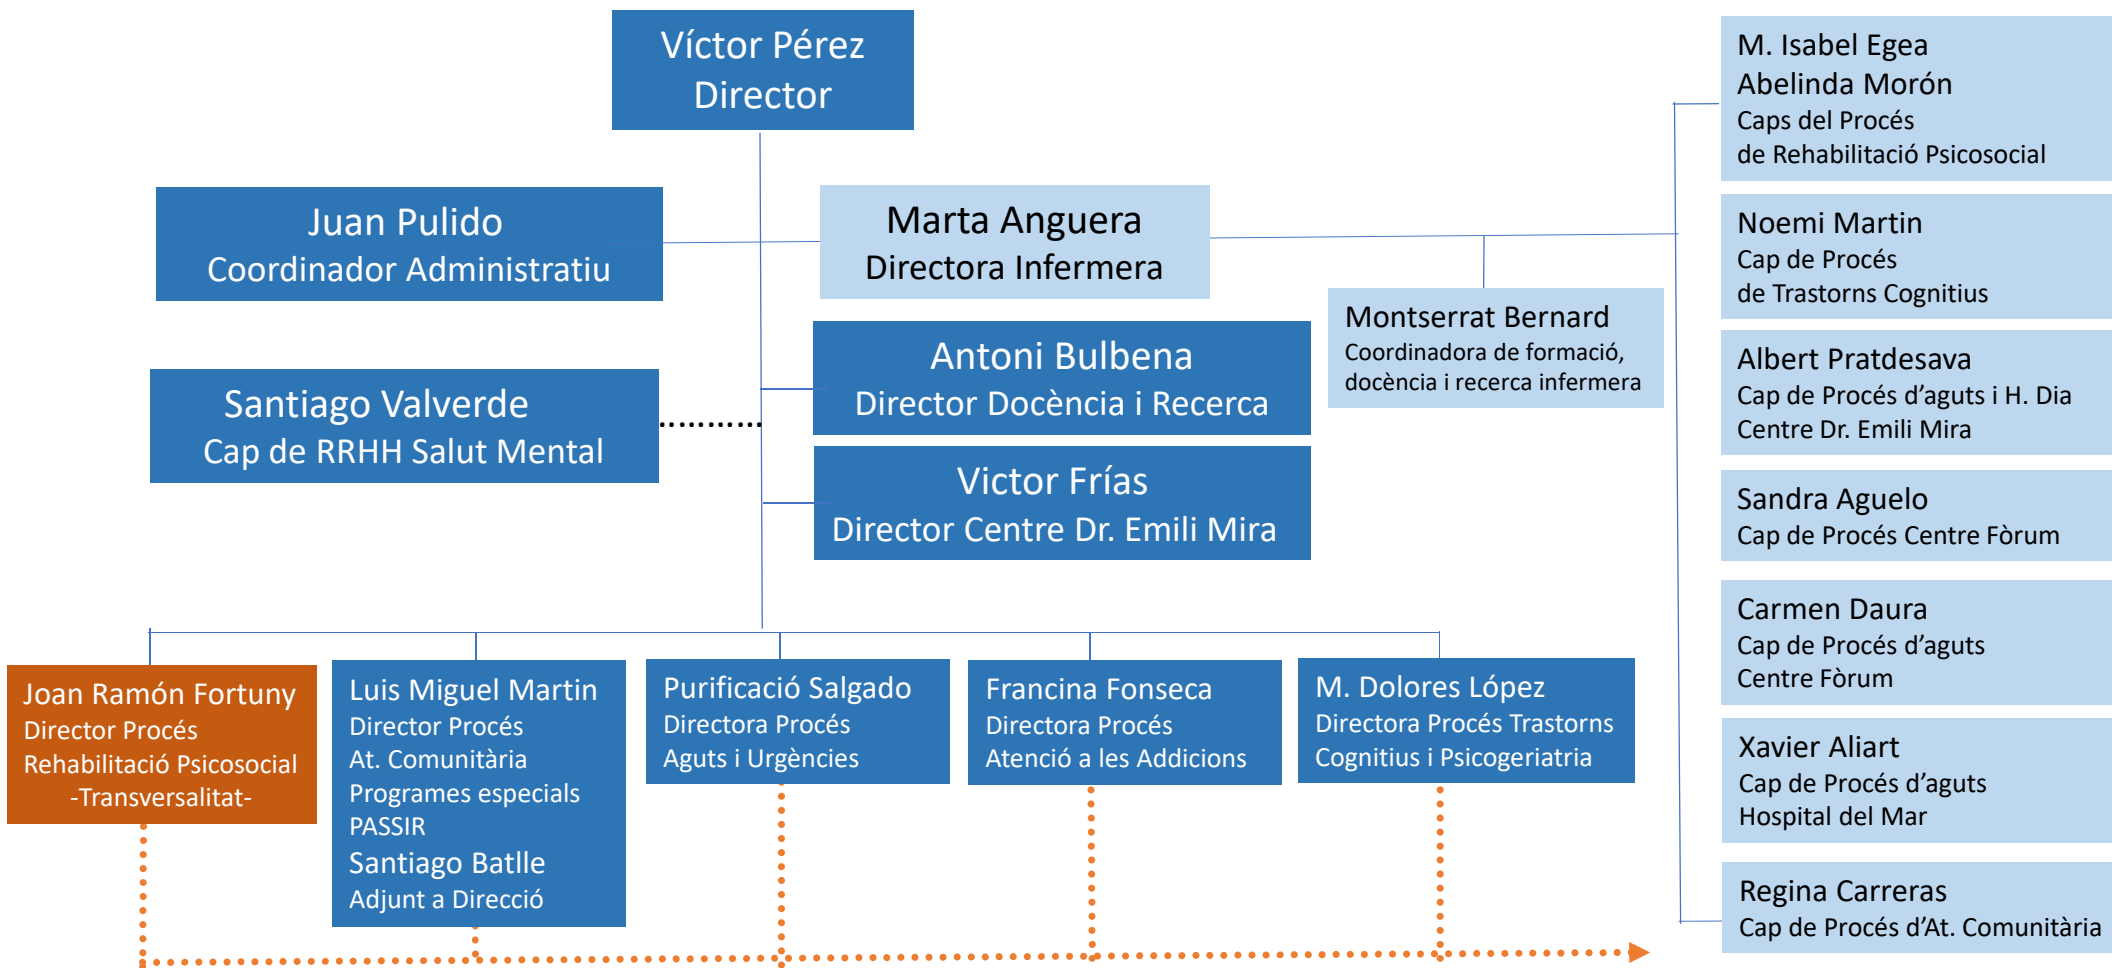 Víctor Pérez
Director
Juan Pulido
Coordinador Administratiu
Marta Anguera
Directora Infermera
Santiago Valverde
Cap de RRHH Salut Mental
Antoni Bulbena
Director Docència i Recerca
Victor Frías
Director Centre Dr. Emili Mira
Montserrat Bernard
Coordinadora de formació,
docència i recerca infermera
M. Isabel Egea
Abelinda Morón
Caps del Procés
de Rehabilitació Psicosocial
Noemi Martin
Cap de Procés
de Trastorns Cognitius
Albert Pratdesava
Cap de Procés d'aguts i H. Dia
Centre Dr. Emili Mira
Sandra Aguelo
Cap de Procés Centre Fòrum
Carmen Daura
Cap de Procés d'aguts
Centre Fòrum
Xavier Aliart
Cap de Procés d'aguts
Hospital del Mar
Regina Carreras
Cap de Procés d'At. Comunitària
Joan Ramón Fortuny
Director Procés
Rehabilitació Psicosocial
-Transversalitat-
Luis Miguel Martin
Director Procés
At. Comunitària
Programes especials
PASSIR
Santiago Batlle
Adjunt a Direcció
Purificació Salgado
Directora Procés
Aguts i Urgències
Francina Fonseca
Directora Procés
Atenció a les Addicions
M. Dolores López
Directora Procés Trastorns
Cognitius i Psicogeriatria